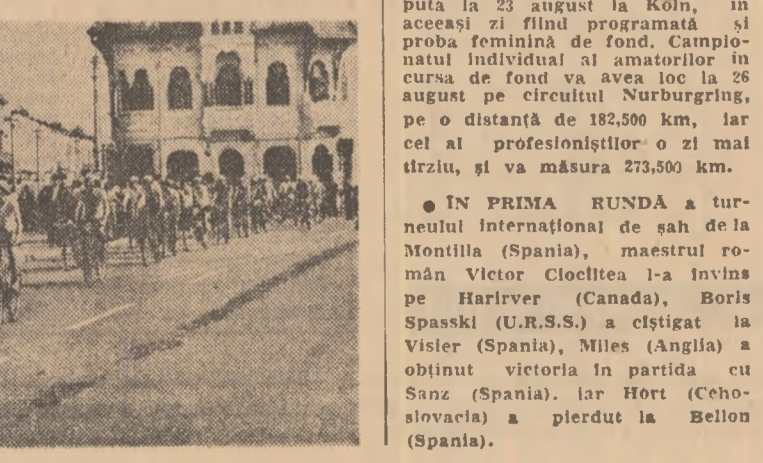 puta la 23 august la Köln, in
aceeași zi fiind programată și
proba feminină de fond. Campio-
natul individual al amatorilor in
cursa de fond va avea loc la 26
august pe circuitul Nurburgring,
pe o distanță de 182,500 km, iar
cel al profesioniștilor o zi mai
tîrziu, și va măsura 273,500 km.
● ÎN PRIMA RUNDĂ a tur-
neului internațional de șah de la
Montilla (Spania), maestrul ro-
mân Victor Ciocîltea l-a învins
pe Harirver (Canada), Boris
Spasski (U.R.S.S.) a cîștigat la
Visier (Spania), Miles (Anglia) a
obținut victoria în partida cu
Sanz (Spania). iar Hort (Ceho-
slovacia) a pierdut la Bellon
(Spania).